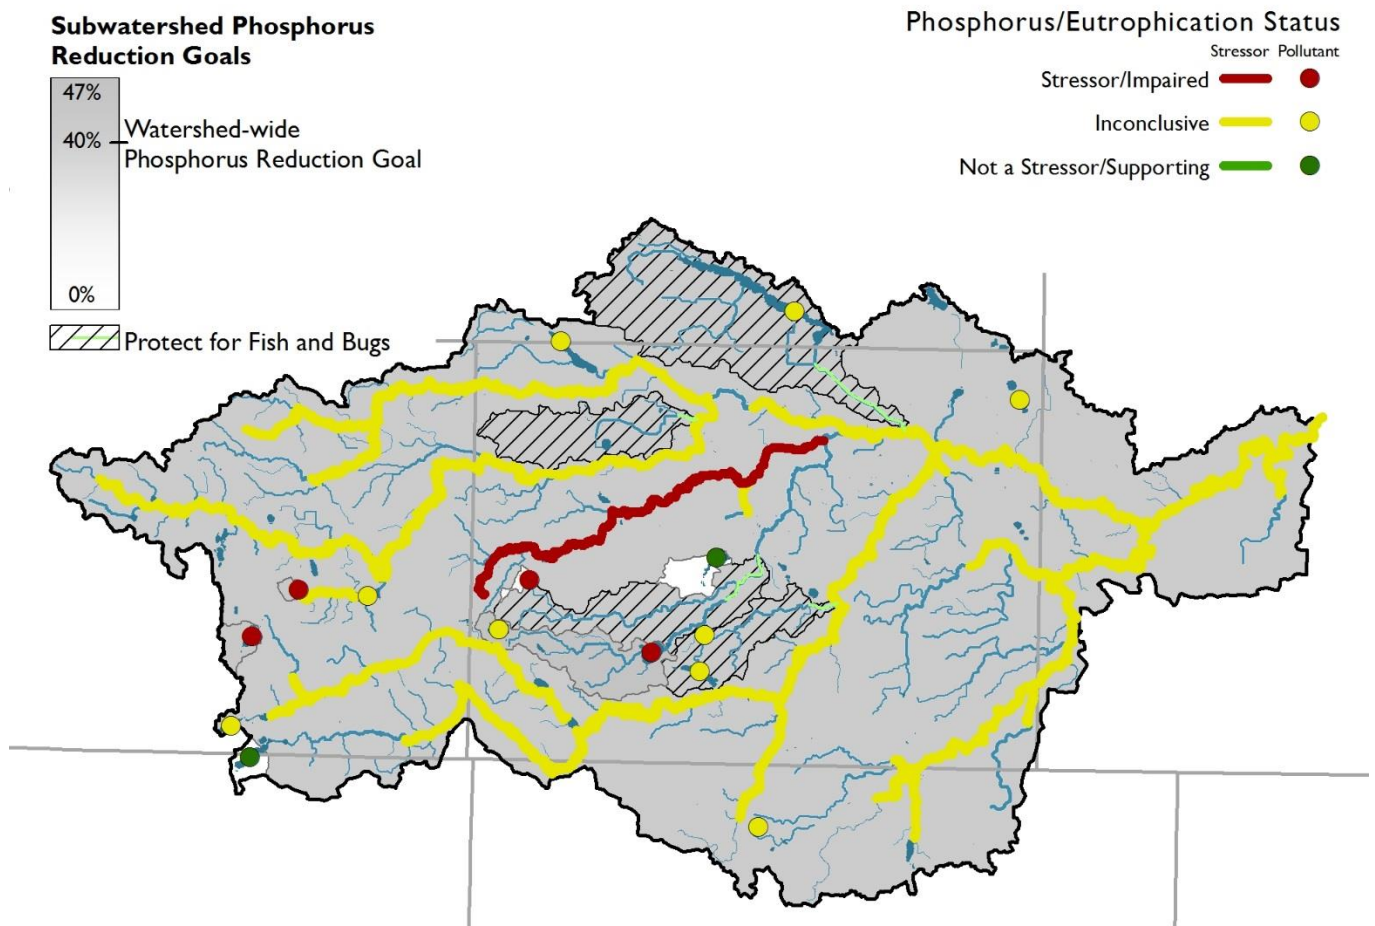 Subwatershed Phosphorus
Reduction Goals
47%
40%
Watershed-wide
Phosphorus Reduction Goal
0%
Protect for Fish and Bugs
Phosphorus/Eutrophication Status
Stressor Pollutant
Stressor/Impaired
Inconclusive
Not a Stressor/Supporting